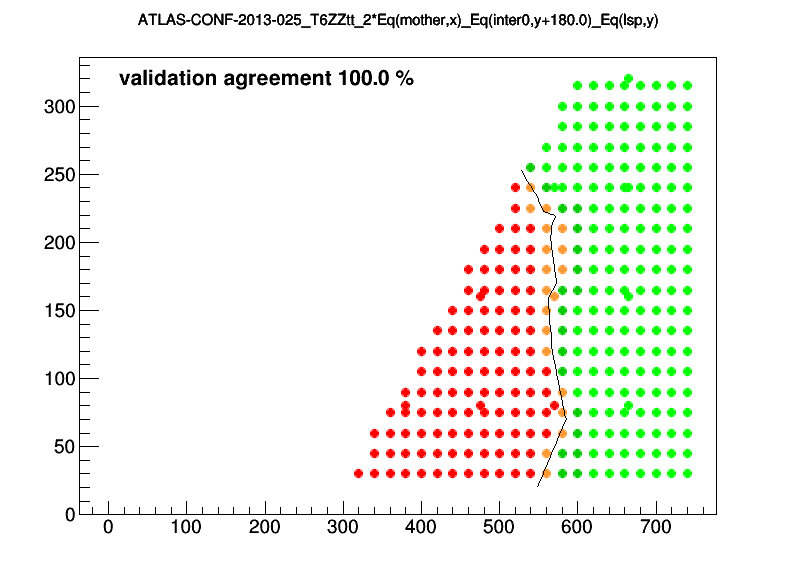 ATLAS-CONF-2013-025_T6ZZtt_2*Eq(mother,x)_Eq(inter0,y+180.0)_Eq(lsp,y)
validation agreement 100.0 %
300
250
200
150
100
50
0
0 100 200 300 400 500 600 700